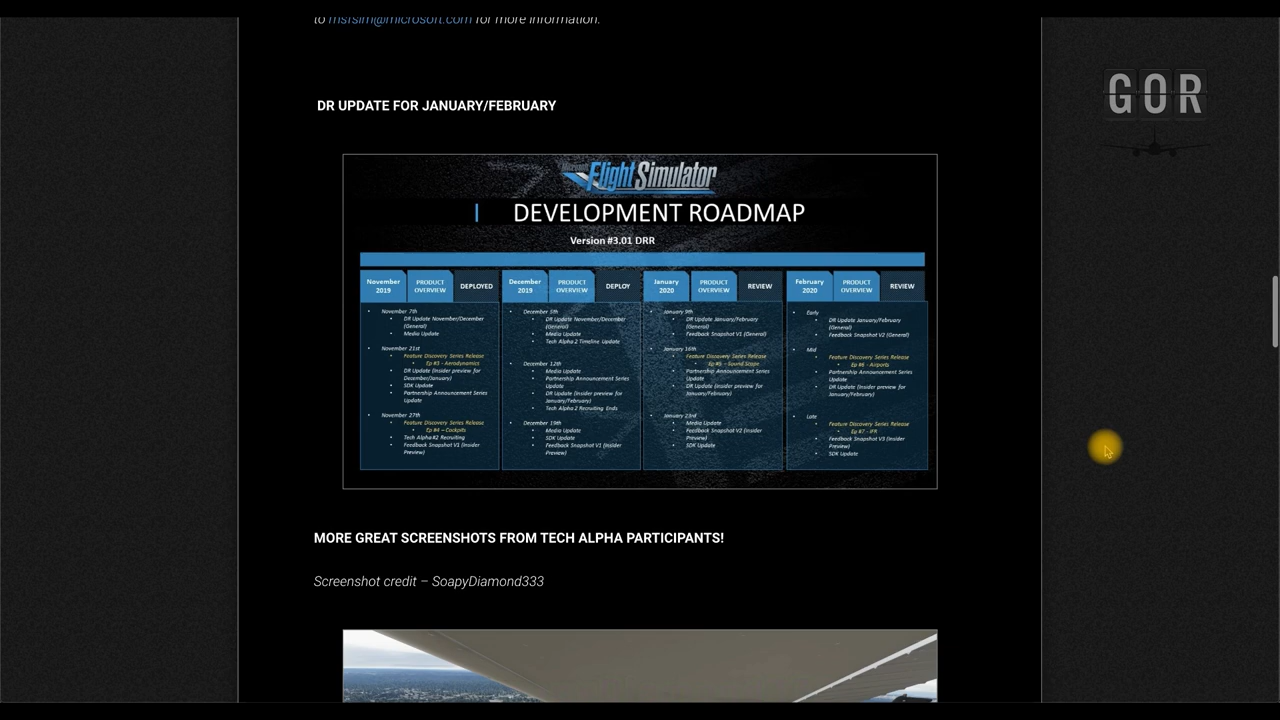 to msfsim@microsoft.com for more information.
GOR
DR UPDATE FOR JANUARY/FEBRUARY
Microsoft
Flight Simulator
DEVELOPMENT ROADMAP
Version #3.01 DRR
November
2019
PRODUCT
OVERVIEW
DEPLOYED
• November 7th
• DR Update November/December
(General)
• Media Update
• November 21st
• Feature Discovery Series Release
• Ep #3 - Aerodynamics
• DR Update (Insider preview for
December/January)
• SDK Update
• Partnership Announcement Series
Update
• November 27th
• Feature Discovery Series Release
• Ep #4 – Cockpits
• Tech Alpha#2 Recruiting
• Feedback Snapshot V1 (Insider
Preview)
December
2019
PRODUCT
OVERVIEW
DEPLOY
• December 5th
• DR Update November/December
(General)
• Media Update
• Tech Alpha 2 Timeline Update
• December 12th
• Media Update
• Partnership Announcement Series
Update
• DR Update (Insider preview for
January/February)
• Tech Alpha 2 Recruiting Ends
• December 19th
• Media Update
• SDK Update
• Feedback Snapshot V1 (Insider
Preview)
January
2020
PRODUCT
OVERVIEW
REVIEW
• January 9th
• DR Update January/February
(General)
• Feedback Snapshot V1 (General)
• January 16th
• Feature Discovery Series Release
• Ep #5 – Sound Scape
• Partnership Announcement Series
Update
• DR Update (Insider preview for
January/February)
• January 23rd
• Media Update
• Feedback Snapshot V2 (Insider
Preview)
• SDK Update
February
2020
PRODUCT
OVERVIEW
REVIEW
• Early
• DR Update January/February
(General)
• Feedback Snapshot V2 (General)
• Mid
• Feature Discovery Series Release
• Ep #6 - Airports
• Partnership Announcement Series
Update
• DR Update (Insider preview for
January/February)
• Late
• Feature Discovery Series Release
• Ep #7 - IFR
• Feedback Snapshot V3 (Insider
Preview)
• SDK Update
MORE GREAT SCREENSHOTS FROM TECH ALPHA PARTICIPANTS!
Screenshot credit – SoapyDiamond333